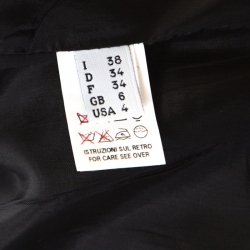 I 38
D 34
F 34
GB 6
USA 4
ISTRUZIONI SUL RETRO
FOR CARE SEE OVER